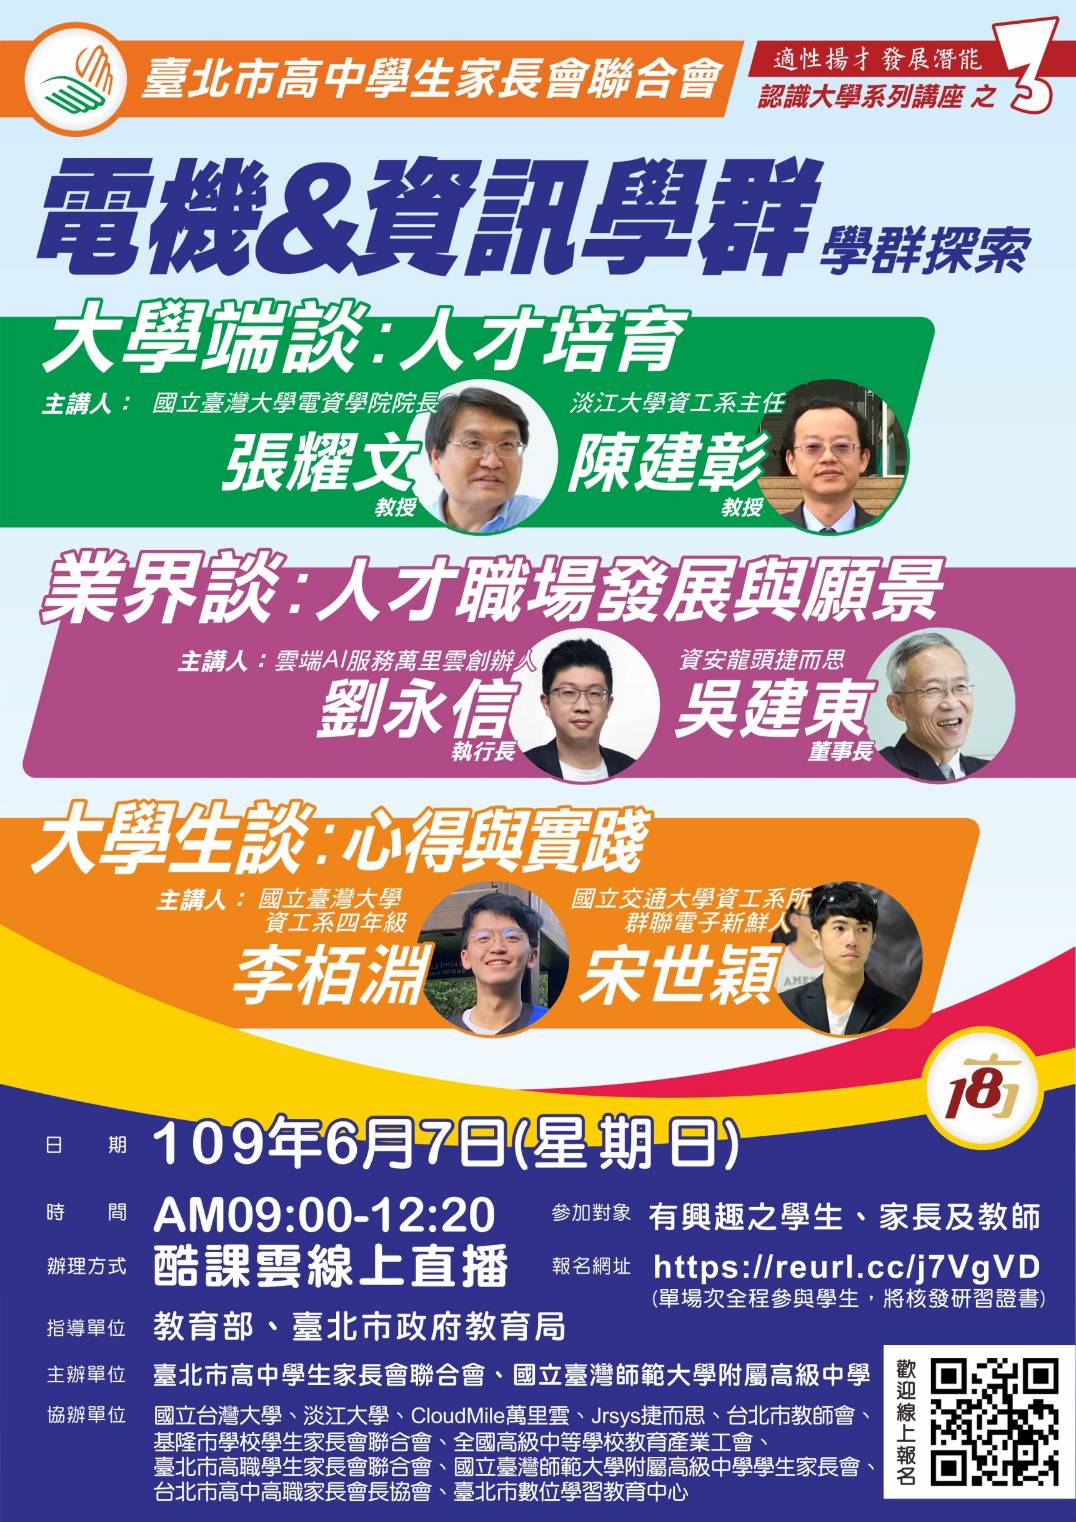 臺北市高中學生家長會聯合會
適性揚才 發展潛能
認識大學系列講座 之 3
電機&資訊學群 學群探索
大學端談：人才培育
主講人： 國立臺灣大學電資學院院長
張耀文
教授
淡江大學資工系主任
陳建彰
教授
業界談：人才職場發展與願景
主講人：雲端AI服務萬里雲創辦人
劉永信
執行長
資安龍頭捷而思
吳建東
董事長
大學生談：心得與實踐
主講人： 國立臺灣大學
資工系四年級
李栢淵
國立交通大學資工系所
群聯電子新鮮人
宋世穎
AMER
18高
日期 109年6月7日(星期日)
時間 AM09:00-12:20
參加對象 有興趣之學生、家長及教師
辦理方式 酷課雲線上直播
報名網址 https://reurl.cc/j7VgVD
(單場次全程參與學生，將核發研習證書)
指導單位 教育部、臺北市政府教育局
主辦單位 臺北市高中學生家長會聯合會、國立臺灣師範大學附屬高級中學
協辦單位 國立台灣大學、淡江大學、CloudMile萬里雲、Jrsys捷而思、台北市教師會、
基隆市學校學生家長會聯合會、全國高級中等學校教育產業工會、
臺北市高職學生家長會聯合會、國立臺灣師範大學附屬高級中學學生家長會、
台北市高中高職家長會長協會、臺北市數位學習教育中心
歡迎線上報名